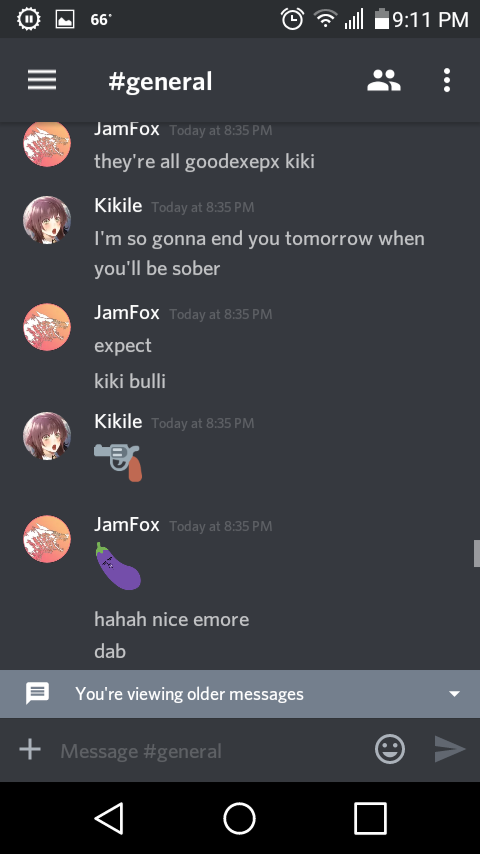 66°
9:11 PM
#general
JamFox Today at 8:35 PM
they're all goodexepx kiki
Kikile Today at 8:35 PM
I'm so gonna end you tomorrow when
you'll be sober
JamFox Today at 8:35 PM
expect
kiki bulli
Kikile Today at 8:35 PM
JamFox Today at 8:35 PM
hahah nice emore
dab
You're viewing older messages
Message #general